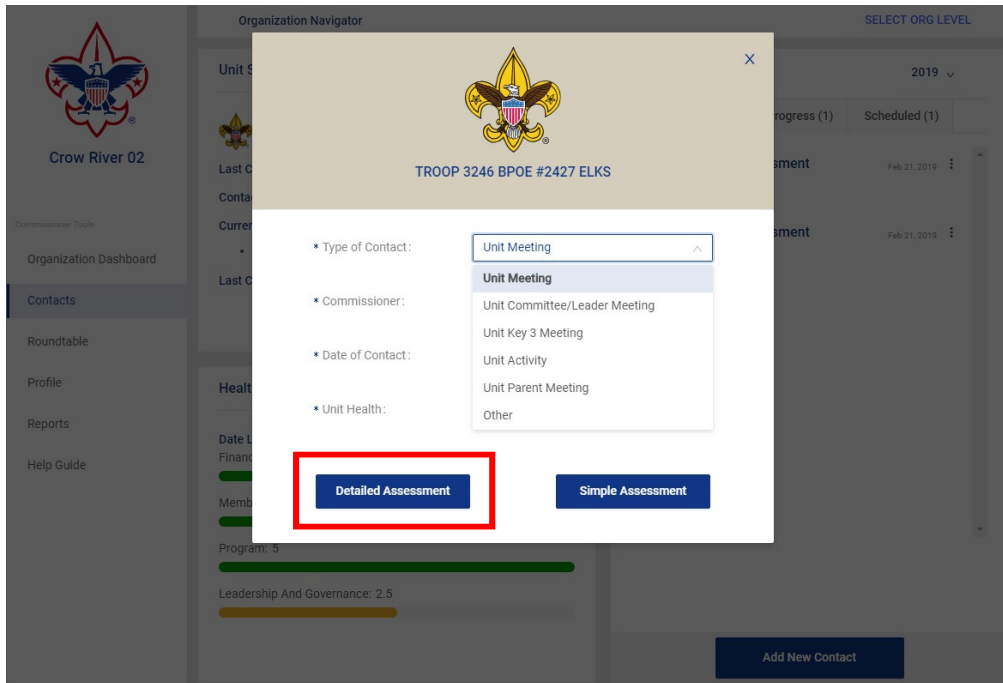 Organization Navigator
SELECT ORG LEVEL
Crow River 02
Commissioner Tools
Organization Dashboard
Contacts
Roundtable
Profile
Reports
Help Guide
Unit S
Last C
Conta
Curren
Last C
Healt
Date L
Financ
Memb
Program: 5
Leadership And Governance: 2.5
X
TROOP 3246 BPOE #2427 ELKS
* Type of Contact:
Unit Meeting
Unit Meeting
Unit Committee/Leader Meeting
Unit Key 3 Meeting
Unit Activity
Unit Parent Meeting
Other
* Commissioner:
* Date of Contact:
* Unit Health:
Detailed Assessment
Simple Assessment
2019
rogress (1)
Scheduled (1)
sment
Feb 21, 2019
sment
Feb 21, 2019
Add New Contact